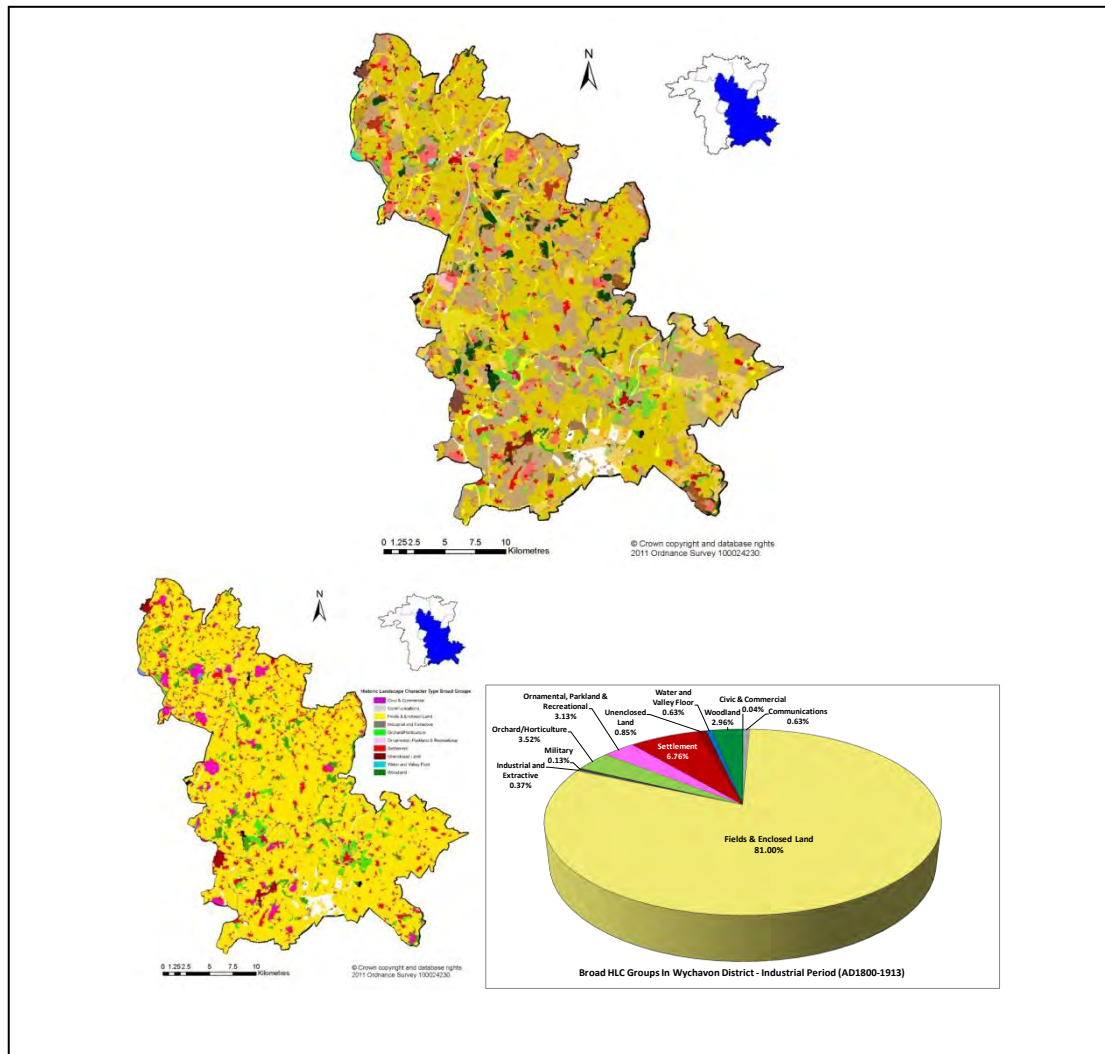 N
0 1.25 2.5 5 7.5 10
Kilometres
© Crown copyright and database rights
2011 Ordnance Survey 100024230.
N
Historic Landscape Character Type Broad Groups
Civic & Commercial
Communications
Fields & Enclosed Land
Industrial and Extractive
Orchard/Horticulture
Ornamental, Parkland & Recreational
Settlement
Unenclosed Land
Water and Valley Floor
Woodland
0 1.25 2.5 5 7.5 10
Kilometres
© Crown copyright and database rights
2011 Ordnance Survey 100024230.
Ornamental, Parkland &
Recreational
3.13%
Unenclosed
Land
0.85%
Water and
Valley Floor
0.63%
Woodland
2.96%
Civic & Commercial
0.04%
Communications
0.63%
Orchard/Horticulture
3.52%
Military
0.13%
Industrial and
Extractive
0.37%
Settlement
6.76%
Fields & Enclosed Land
81.00%
Broad HLC Groups In Wychavon District - Industrial Period (AD1800-1913)